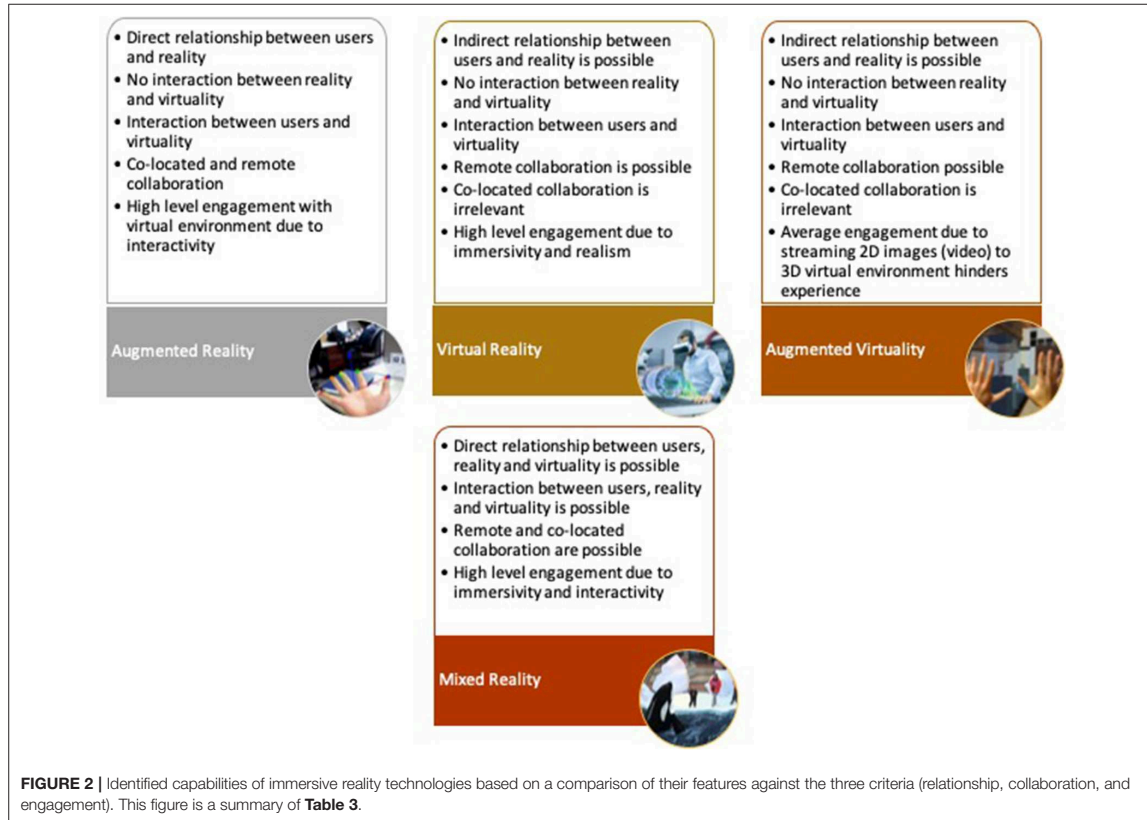 • Direct relationship between users
and reality
• No interaction between reality
and virtuality
• Interaction between users and
virtuality
• Co-located and remote
collaboration
• High level engagement with
virtual environment due to
interactivity
Augmented Reality
• Indirect relationship between
users and reality is possible
• No interaction between reality
and virtuality
• Interaction between users and
virtuality
• Remote collaboration is possible
• Co-located collaboration is
irrelevant
• High level engagement due to
immersivity and realism
Virtual Reality
• Indirect relationship between
users and reality is possible
• No interaction between reality
and virtuality
• Interaction between users and
virtuality
• Remote collaboration possible
• Co-located collaboration is
irrelevant
• Average engagement due to
streaming 2D images (video) to
3D virtual environment hinders
experience
Augmented Virtuality
• Direct relationship between users,
reality and virtuality is possible
• Interaction between users, reality
and virtuality is possible
• Remote and co-located
collaboration are possible
• High level engagement due to
immersivity and interactivity
Mixed Reality
FIGURE 2 | Identified capabilities of immersive reality technologies based on a comparison of their features against the three criteria (relationship, collaboration, and
engagement). This figure is a summary of Table 3.